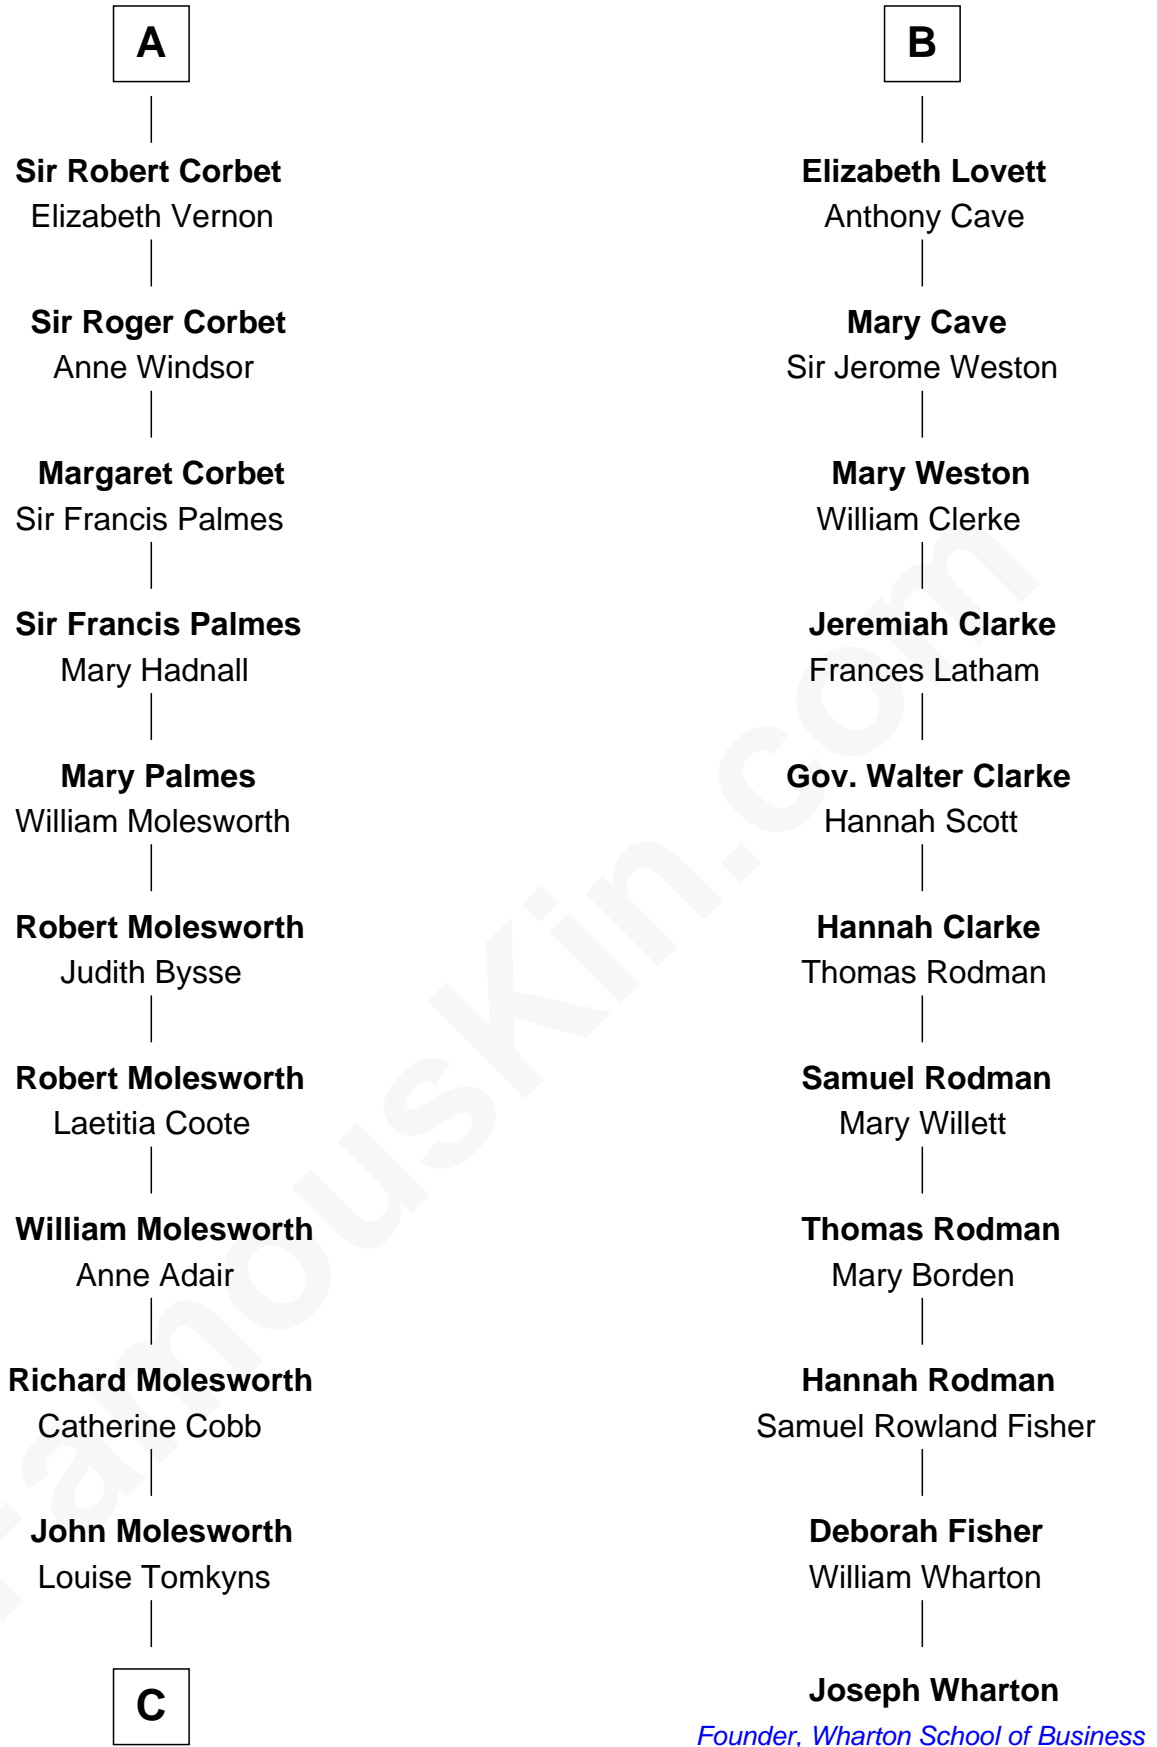 A
Sir Robert Corbet
Elizabeth Vernon
Sir Roger Corbet
Anne Windsor
Margaret Corbet
Sir Francis Palmes
Sir Francis Palmes
Mary Hadnall
Mary Palmes
William Molesworth
Robert Molesworth
Judith Bysse
Robert Molesworth
Laetitia Coote
William Molesworth
Anne Adair
Richard Molesworth
Catherine Cobb
John Molesworth
Louise Tomkyns
C
B
Elizabeth Lovett
Anthony Cave
Mary Cave
Sir Jerome Weston
Mary Weston
William Clerke
Jeremiah Clarke
Frances Latham
Gov. Walter Clarke
Hannah Scott
Hannah Clarke
Thomas Rodman
Samuel Rodman
Mary Willett
Thomas Rodman
Mary Borden
Hannah Rodman
Samuel Rowland Fisher
Deborah Fisher
William Wharton
Joseph Wharton
Founder, Wharton School of Business
FamousKin.com